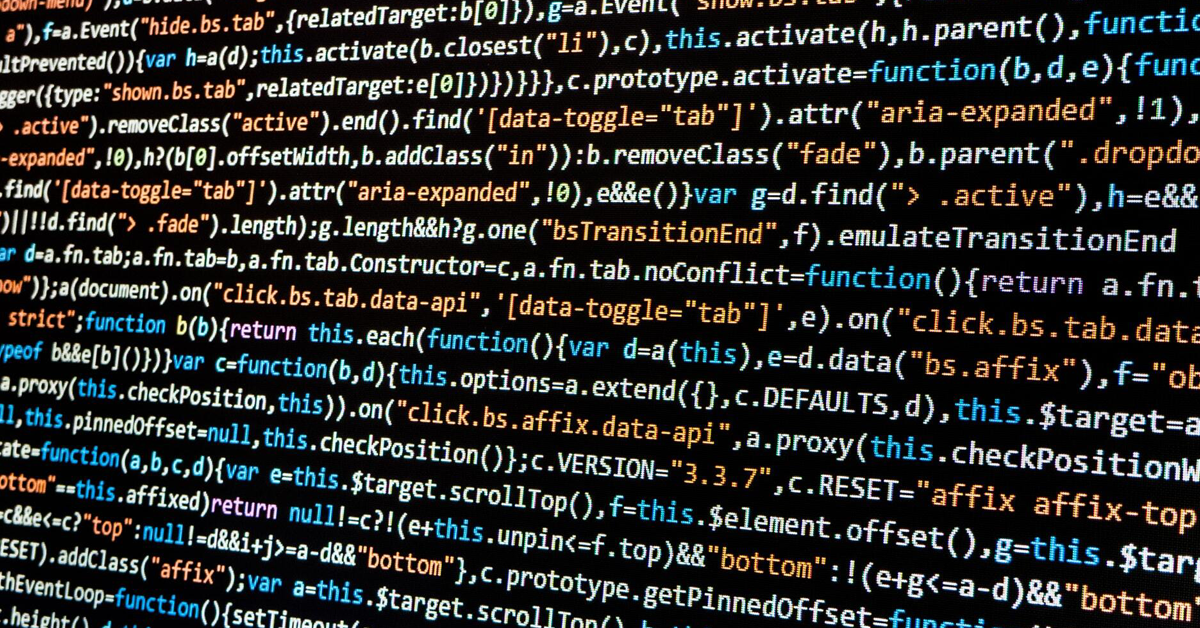 a"),f=a.Event("hide.bs.tab",{relatedTarget:b[0]}),g=a.Event("show.bs.tab",{
ultPrevented()){var h=a(d);this.activate(b.closest("li"),c),this.activate(h,h.parent(),functio
gger({type:"shown.bs.tab",relatedTarget:e[0]})})}}},c.prototype.activate=function(b,d,e){func
> .active").removeClass("active").end().find('[data-toggle="tab"]').attr("aria-expanded",!1),
-expanded",!0),h?(b[0].offsetWidth,b.addClass("in")):b.removeClass("fade"),b.parent(".dropdo
.find('[data-toggle="tab"]').attr("aria-expanded",!0),e&&e()}var g=d.find("> .active"),h=e&&
")||!!d.find("> .fade").length);g.length&&h?g.one("bsTransitionEnd",f).emulateTransitionEnd
ar d=a.fn.tab;a.fn.tab=b,a.fn.tab.Constructor=c,a.fn.tab.noConflict=function(){return a.fn.t
ow")};a(document).on("click.bs.tab.data-api",'[data-toggle="tab"]',e).on("click.bs.tab.data
strict";function b(b){return this.each(function(){var d=a(this),e=d.data("bs.affix"),f="ob
ypeof b&&e[b]()})}var c=function(b,d){this.options=a.extend({},c.DEFAULTS,d),this.$target=a
a.proxy(this.checkPosition,this)).on("click.bs.affix.data-api",a.proxy(this.checkPositionW
ll,this.pinnedOffset=null,this.checkPosition()};c.VERSION="3.3.7",c.RESET="affix affix-top
tate=function(a,b,c,d){var e=this.$target.scrollTop(),f=this.$element.offset(),g=this.$targ
ottom"==this.affixed)return null!=c?!(e+this.unpin<=f.top)&&"bottom":!(e+g<=a-d)&&"bottom"
=c&&e<=c?"top":null!=d&&i+j>=a-d&&"bottom"},c.prototype.getPinnedOffset=function
ESET).addClass("affix");var a=this.$target.scrollTop()
thEventLoop=function(){setTimeout(
.height()